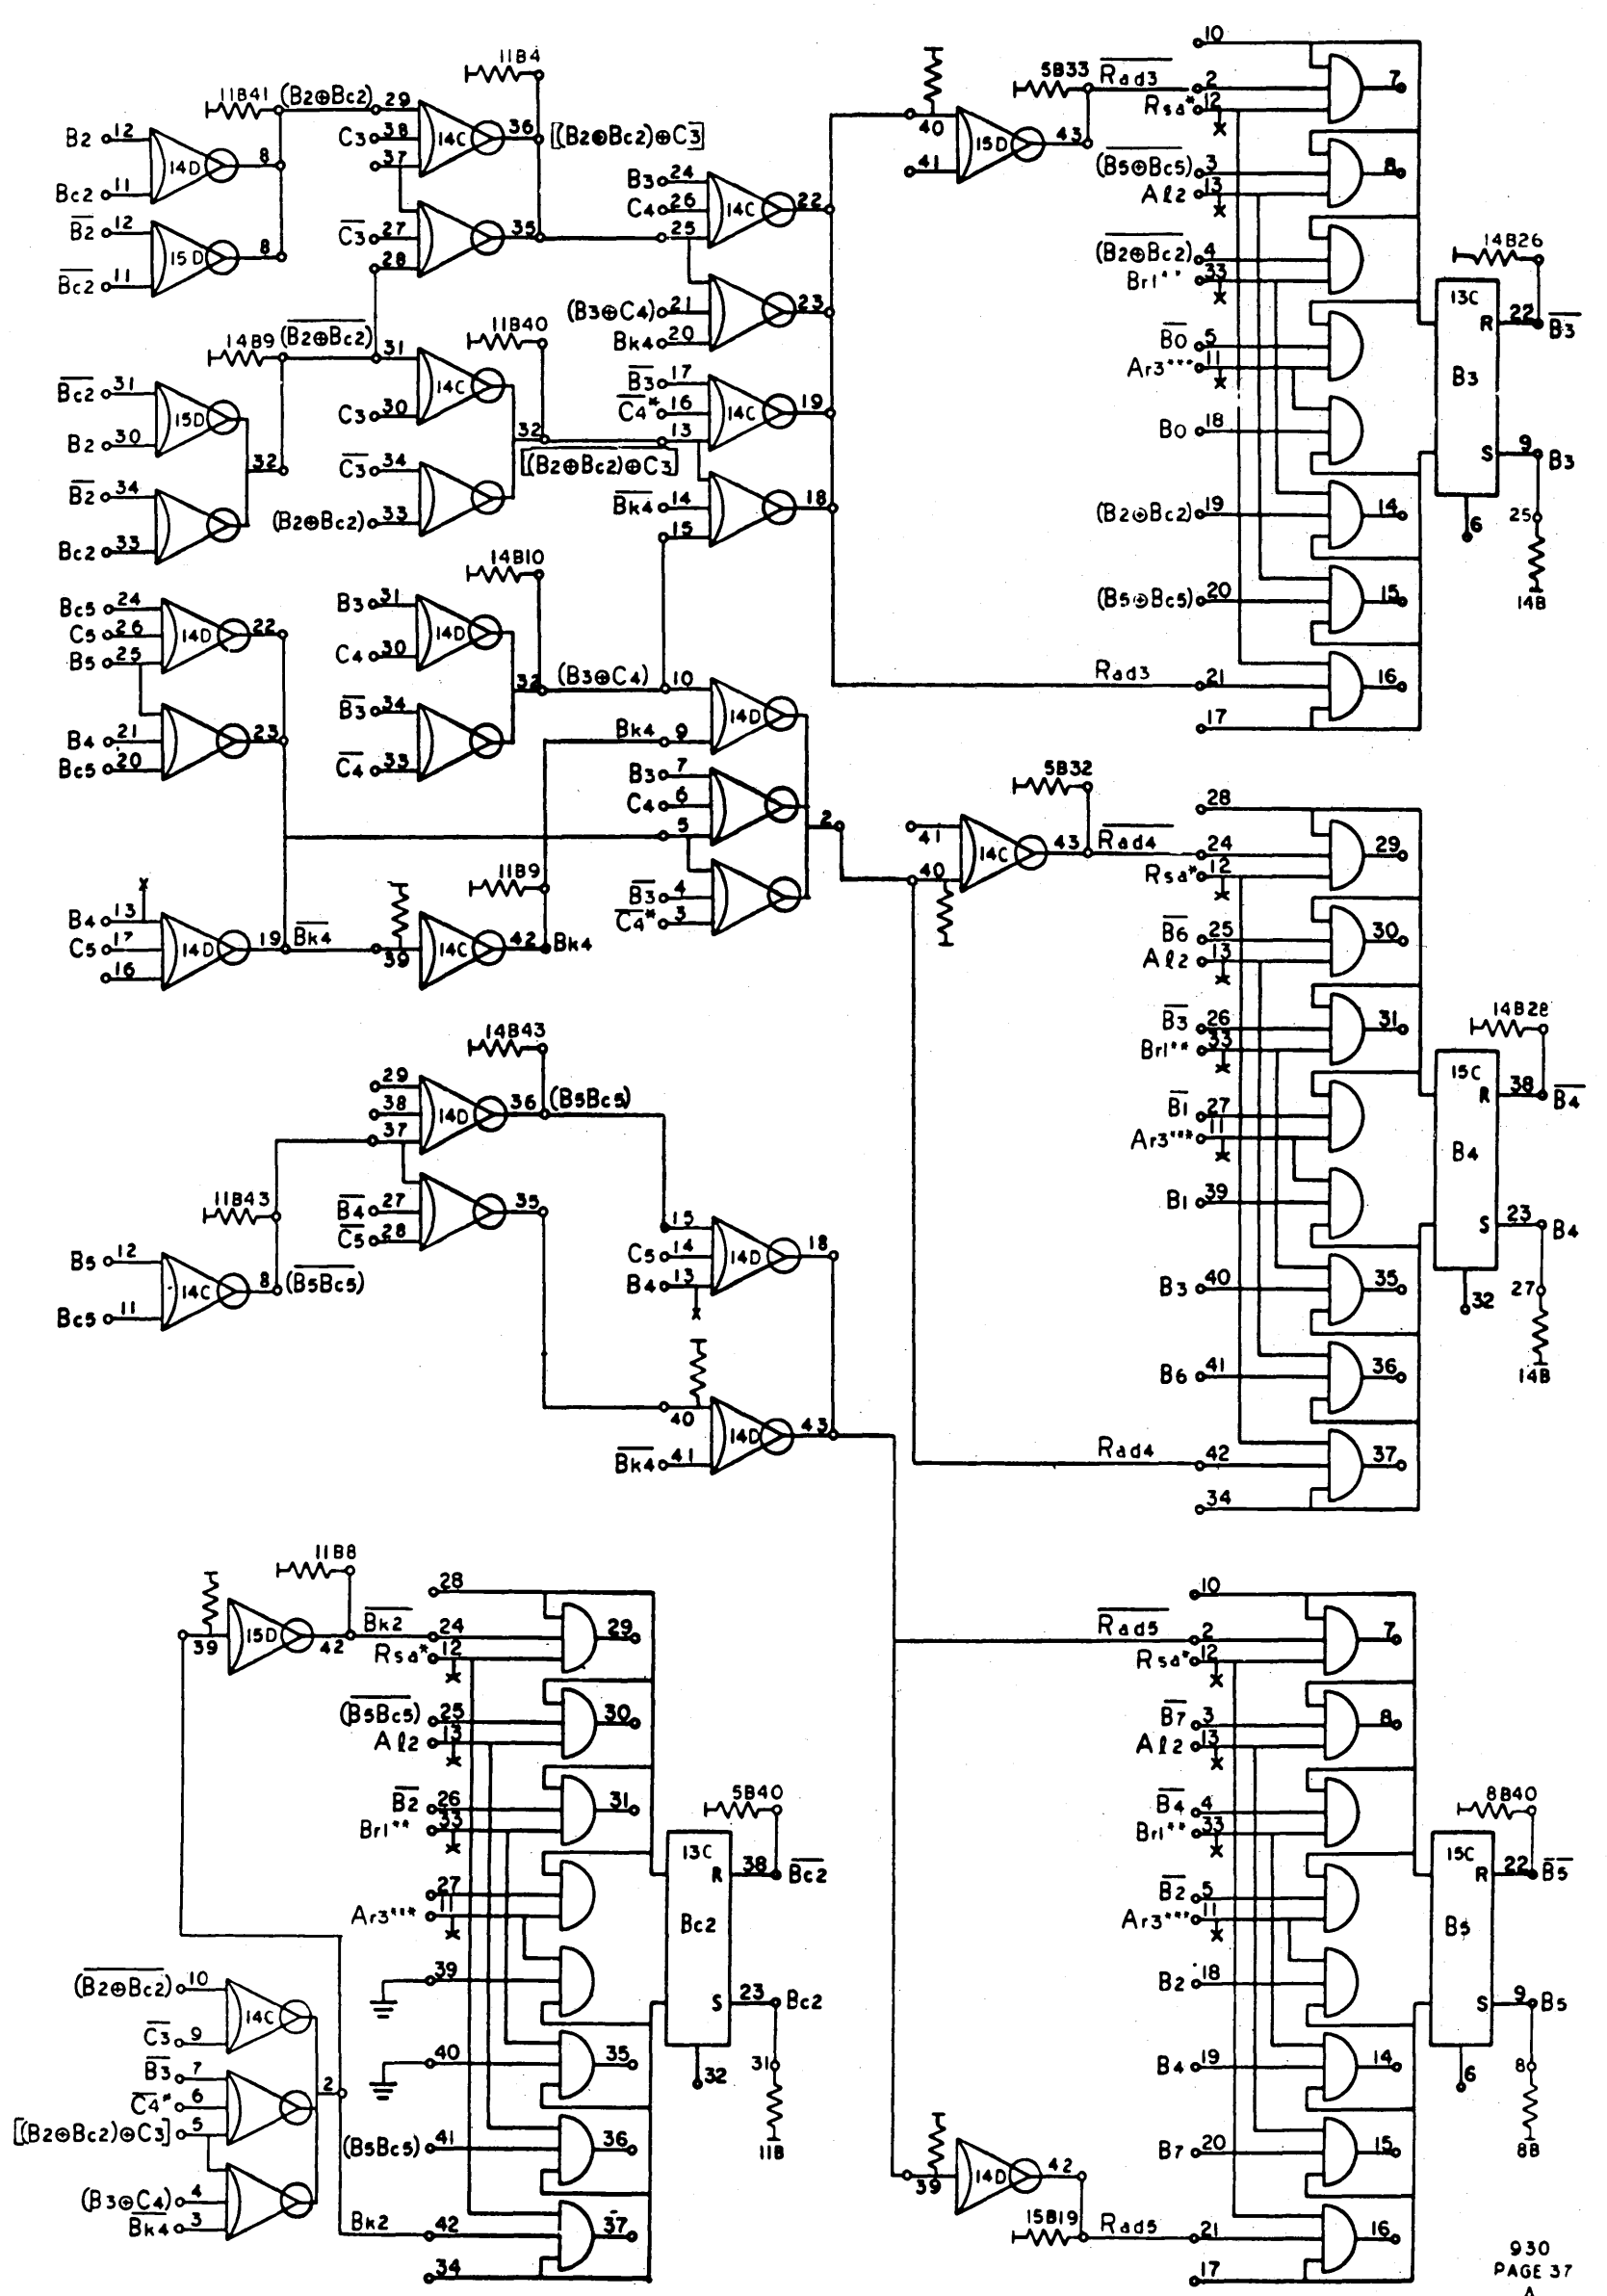 11B4
11B41 (B2⊕Bc2) 29
B2 12
Bc2 11
14D 8
C3 38
37
14C 36 [(B2⊕Bc2)⊕C3]
B2̅ 12
Bc2̅ 11
15D 8
C3̅ 27
28
35
B3 24
C4 26
25
14C 22
(B3⊕C4) 21
Bk4 20
23
14B9 (B2⊕Bc2)̅ 31
11B40
Bc2̅ 31
B2 30
15D
B2̅ 34
Bc2 33
32
C3 30
14C
C3̅ 34
(B2⊕Bc2) 33
32
[(B2⊕Bc2)⊕C3]̅
B3̅ 17
C4̅* 16
13
14C 19
Bk4̅ 14
15
18
14B10
Bc5 24
C5 26
B5 25
14D 22
B4 21
Bc5 20
23
B3 31
C4 30
14D
B3̅ 34
C4̅ 33
32 (B3⊕C4) 10
Bk4 9
14D
B3 7
C4 6
5
B3̅ 4
C4̅* 3
2
B4 13
C5 17
16
14D 19 Bk4̅
39
14C 42 Bk4
11B9
14B43
29
38
37
14D 36 (B5Bc5)
B4̅ 27
C5̅ 28
35
11B43
B5 12
Bc5 11
14C 8 (B5Bc5)̅
15
C5 14
B4 13
14D 18
40
Bk4̅ 41
14D 43
40
41
15D 43
5B33 Rad3̅ 2
10
Rsa* 12
7
(B5⊕Bc5)̅ 3
Al2 13
8
(B2⊕Bc2)̅ 4
Br1** 33
B0̅ 5
Ar3*** 11
B0 18
(B2⊕Bc2) 19
14
(B5⊕Bc5) 20
15
Rad3 21
16
17
14B26
13C
R 22 B3̅
B3
S 9 B3
6
25
14B
5B32
41
40
14C 43 Rad4̅ 24
28
Rsa* 12
29
B6̅ 25
Al2 13
30
B3̅ 26
Br1** 33
31
B1̅ 27
Ar3*** 11
B1 39
B3 40
35
B6 41
36
Rad4 42
37
34
14B28
15C
R 38 B4̅
B4
S 23 B4
32
27
14B
11B8
39
15D 42
Bk2̅ 24
28
Rsa* 12
29
(B5Bc5)̅ 25
Al2 13
30
B2̅ 26
Br1** 33
31
27
Ar3*** 11
39
40
35
(B5Bc5) 41
36
Bk2 42
37
34
5B40
13C
R 38 Bc2̅
Bc2
S 23 Bc2
32
31
11B
(B2⊕Bc2)̅ 10
C3̅ 9
14C
B3̅ 7
C4̅* 6
[(B2⊕Bc2)⊕C3] 5
(B3⊕C4) 4
Bk4̅ 3
2
10
Rad5̅ 2
Rsa* 12
7
B7̅ 3
Al2 13
8
B4̅ 4
Br1** 33
B2̅ 5
Ar3*** 11
B2 18
B4 19
14
B7 20
15
39
14D 42
15B19 Rad5 21
16
17
8B40
15C
R 22 B5̅
B5
S 9 B5
6
8
8B
930
PAGE 37
A